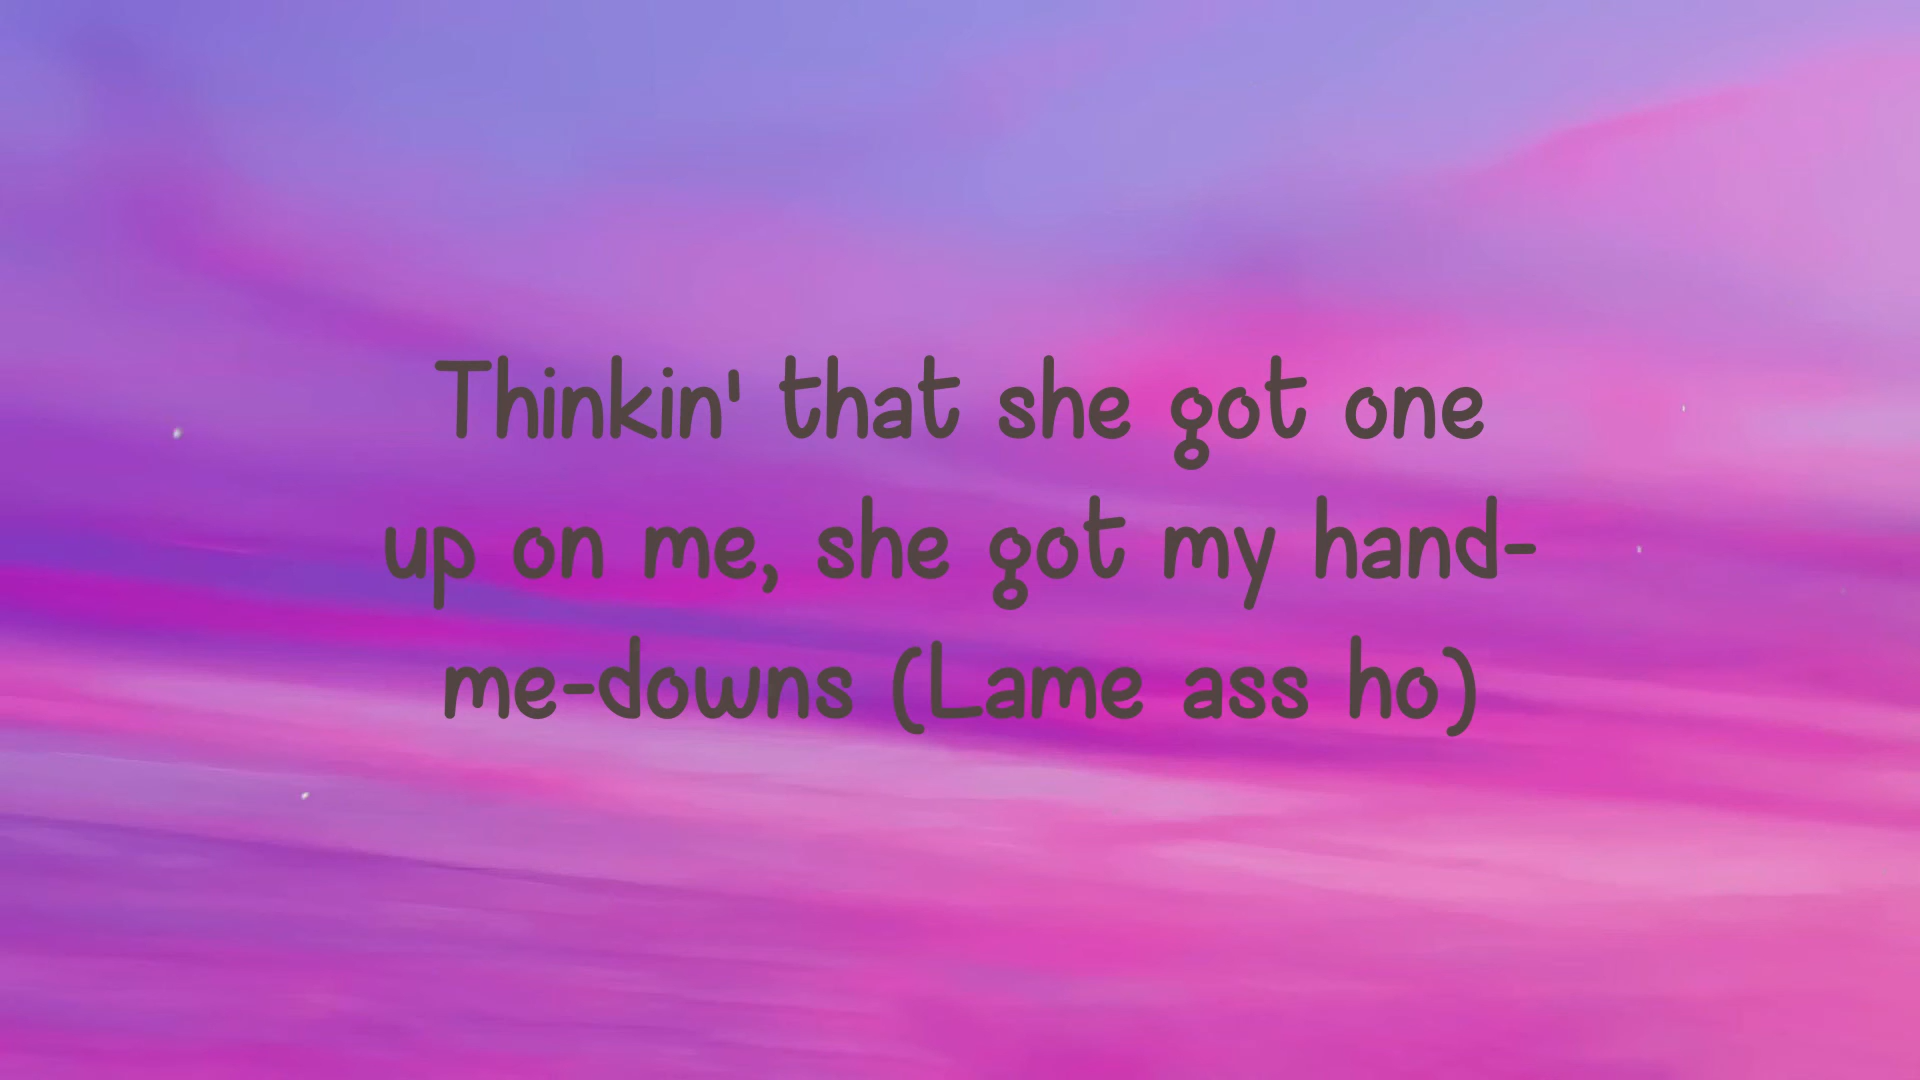 Thinkin' that she got one
up on me, she got my hand-
me-downs (Lame ass ho)